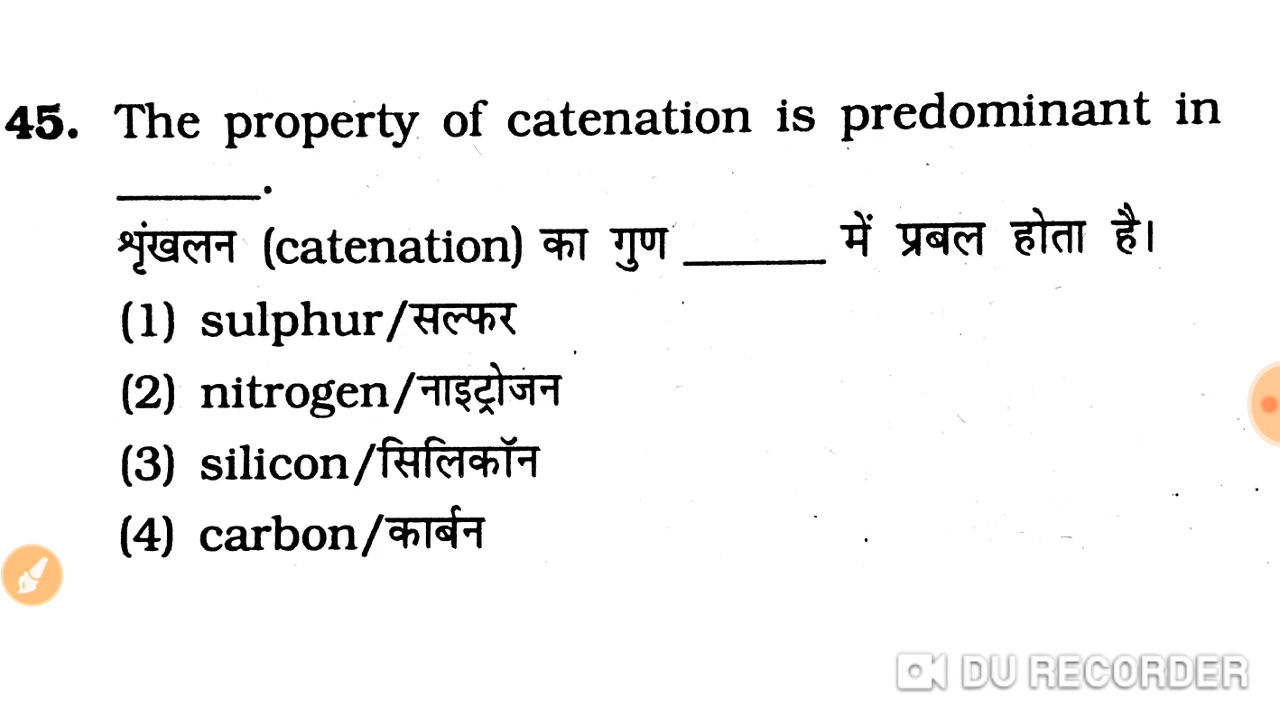 45. The property of catenation is predominant in
______.
शृंखलन (catenation) का गुण ______ में प्रबल होता है।
(1) sulphur/सल्फर
(2) nitrogen/नाइट्रोजन
(3) silicon/सिलिकॉन
(4) carbon/कार्बन
DU RECORDER